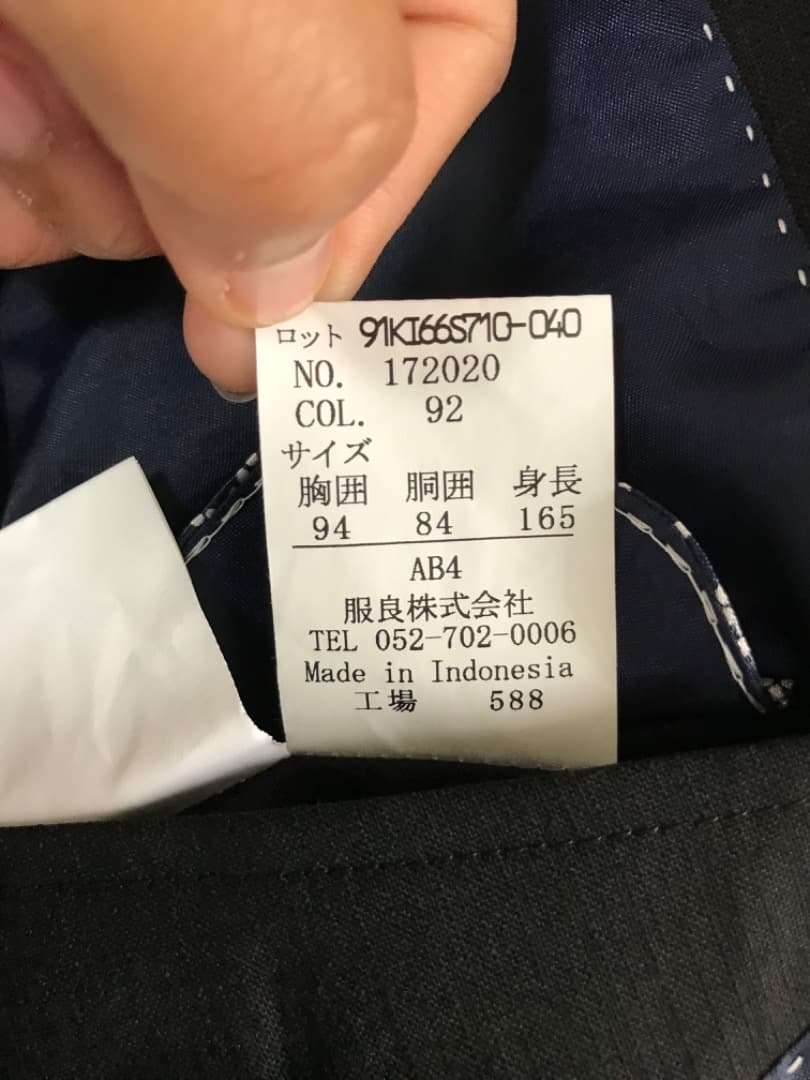 ロット 91KI66S710-040
NO. 172020
COL. 92
サイズ
胸囲 胴囲 身長
94 84 165
AB4
服良株式会社
TEL 052-702-0006
Made in Indonesia
工場 588